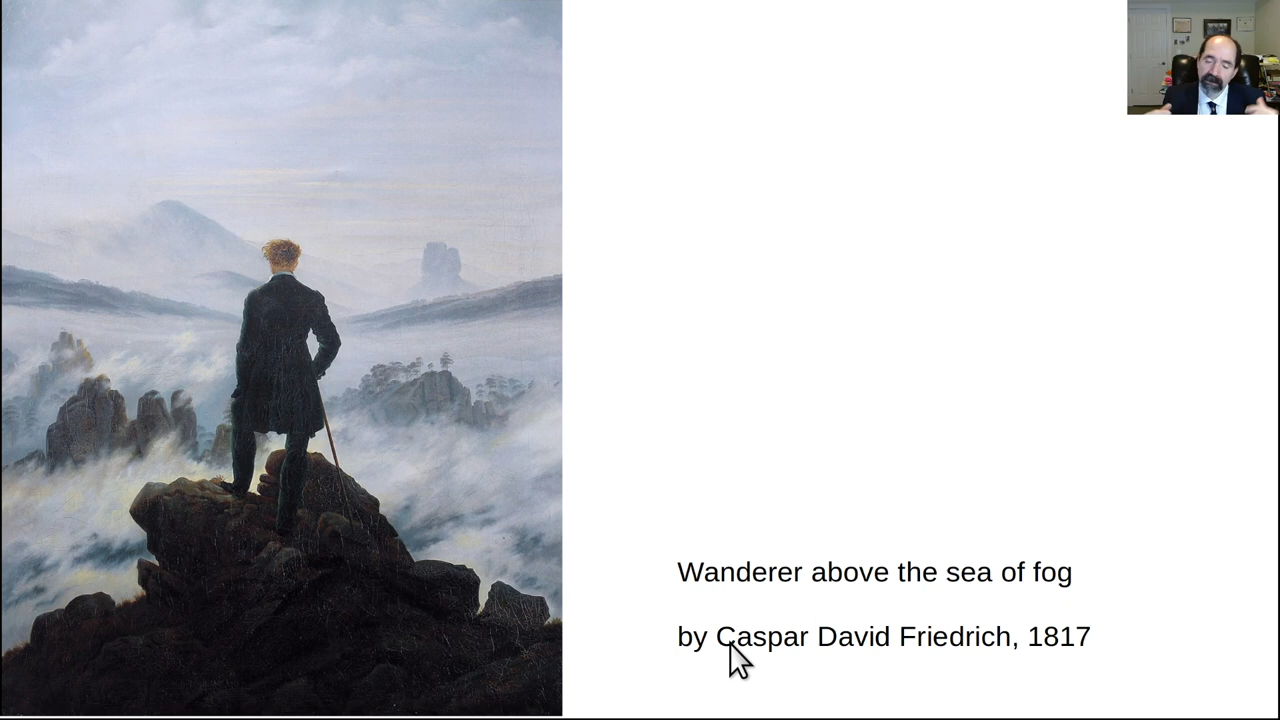 Wanderer above the sea of fog
by Caspar David Friedrich, 1817